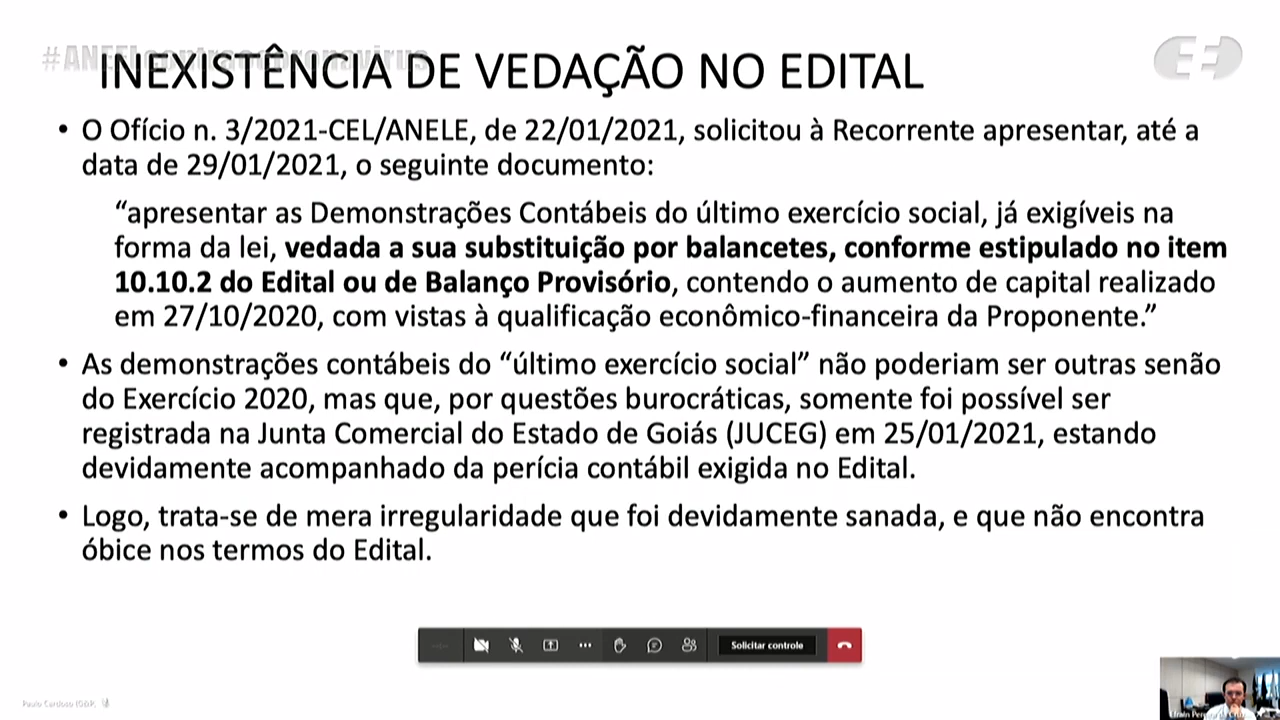 #ANEELcontraocoronavírus
INEXISTÊNCIA DE VEDAÇÃO NO EDITAL
• O Ofício n. 3/2021-CEL/ANELE, de 22/01/2021, solicitou à Recorrente apresentar, até a
data de 29/01/2021, o seguinte documento:
“apresentar as Demonstrações Contábeis do último exercício social, já exigíveis na
forma da lei, vedada a sua substituição por balancetes, conforme estipulado no item
10.10.2 do Edital ou de Balanço Provisório, contendo o aumento de capital realizado
em 27/10/2020, com vistas à qualificação econômico-financeira da Proponente.”
• As demonstrações contábeis do “último exercício social” não poderiam ser outras senão
do Exercício 2020, mas que, por questões burocráticas, somente foi possível ser
registrada na Junta Comercial do Estado de Goiás (JUCEG) em 25/01/2021, estando
devidamente acompanhado da perícia contábil exigida no Edital.
• Logo, trata-se de mera irregularidade que foi devidamente sanada, e que não encontra
óbice nos termos do Edital.
Solicitar controle
Paulo Cardoso
Efrain